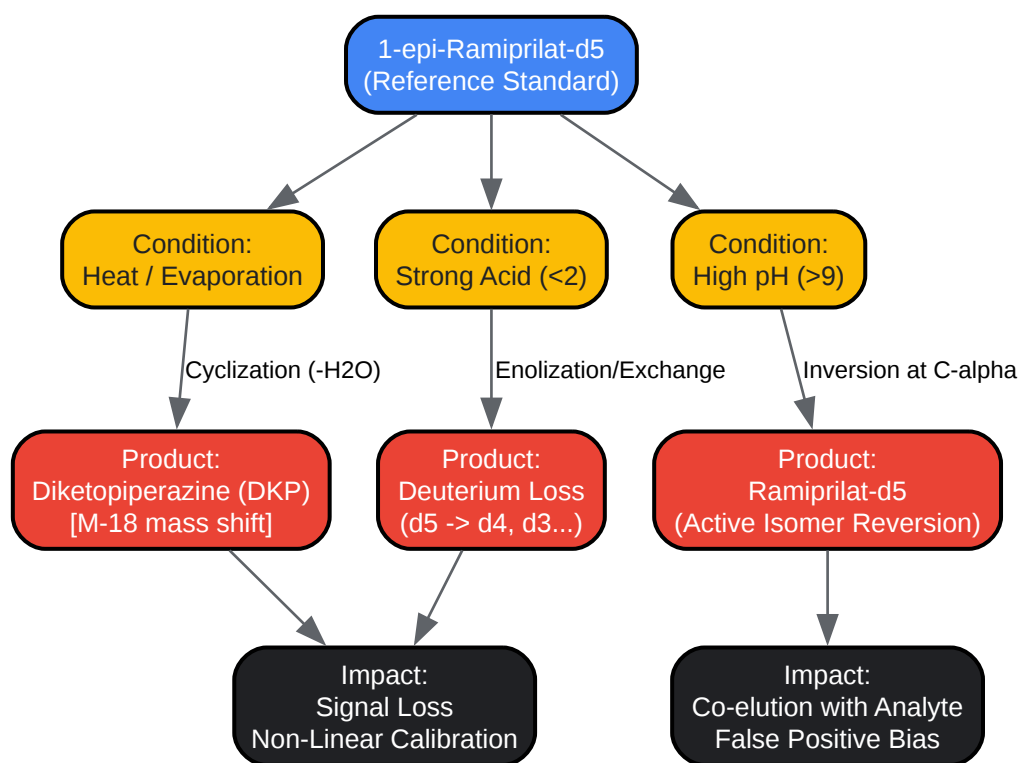 1-epi-Ramiprilat-d5
(Reference Standard)
Condition:
Heat / Evaporation
Condition:
Strong Acid (<2)
Condition:
High pH (>9)
Cyclization (-H2O)
Enolization/Exchange
Inversion at C-alpha
Product:
Diketopiperazine (DKP)
[M-18 mass shift]
Product:
Deuterium Loss
(d5 -> d4, d3...)
Product:
Ramiprilat-d5
(Active Isomer Reversion)
Impact:
Signal Loss
Non-Linear Calibration
Impact:
Co-elution with Analyte
False Positive Bias